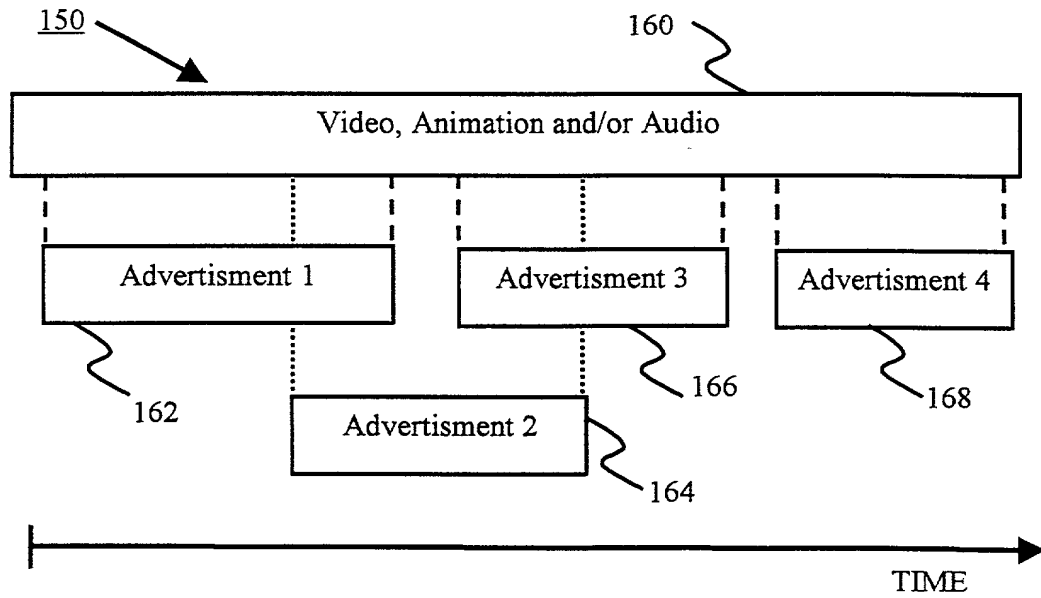 150
160
Video, Animation and/or Audio
Advertisment 1
Advertisment 3
Advertisment 4
162
166
168
Advertisment 2
164
TIME